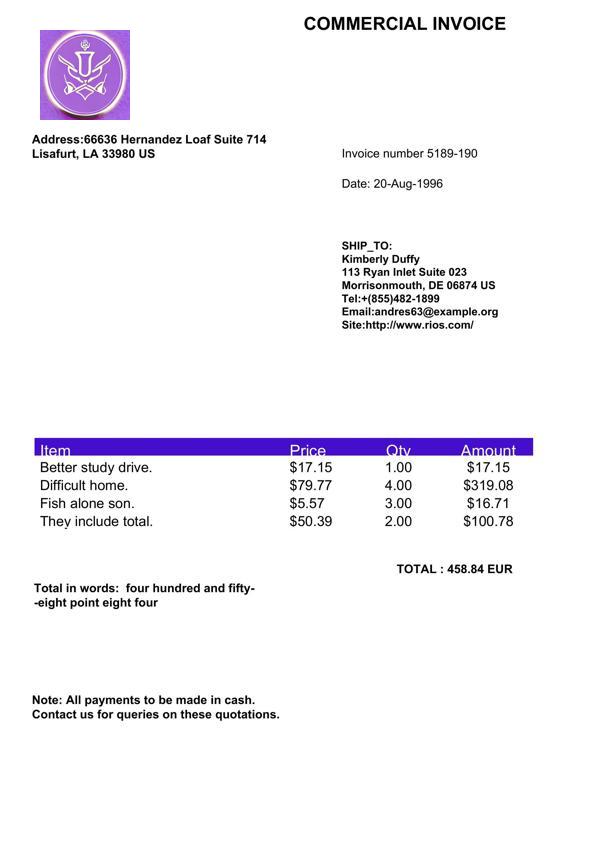 COMMERCIAL INVOICE
Address:66636 Hernandez Loaf Suite 714
Lisafurt, LA 33980 US
Invoice number 5189-190
Date: 20-Aug-1996
SHIP_TO:
Kimberly Duffy
113 Ryan Inlet Suite 023
Morrisonmouth, DE 06874 US
Tel:+(855)482-1899
Email:andres63@example.org
Site:http://www.rios.com/
Item Price Qty Amount
Better study drive. $17.15 1.00 $17.15
Difficult home. $79.77 4.00 $319.08
Fish alone son. $5.57 3.00 $16.71
They include total. $50.39 2.00 $100.78
TOTAL : 458.84 EUR
Total in words:  four hundred and fifty-
-eight point eight four
Note: All payments to be made in cash.
Contact us for queries on these quotations.